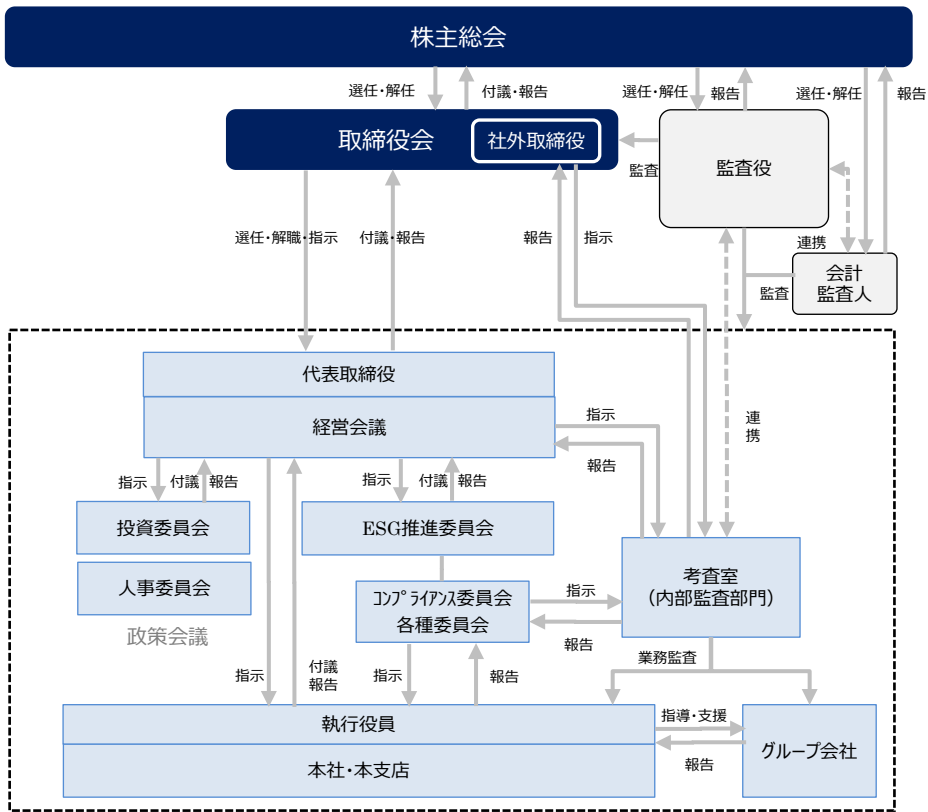 株主総会
選任・解任
付議・報告
選任・解任
報告
選任・解任
報告
取締役会
社外取締役
監査
監査役
選任・解職・指示
付議・報告
報告
指示
連携
会計
監査人
監査
代表取締役
経営会議
指示
報告
連
携
指示
付議
報告
指示
付議
報告
投資委員会
ESG推進委員会
人事委員会
政策会議
コンプライアンス委員会
各種委員会
指示
報告
考査室
（内部監査部門）
業務監査
指示
付議
報告
指示
報告
執行役員
本社・本支店
指導・支援
報告
グループ会社